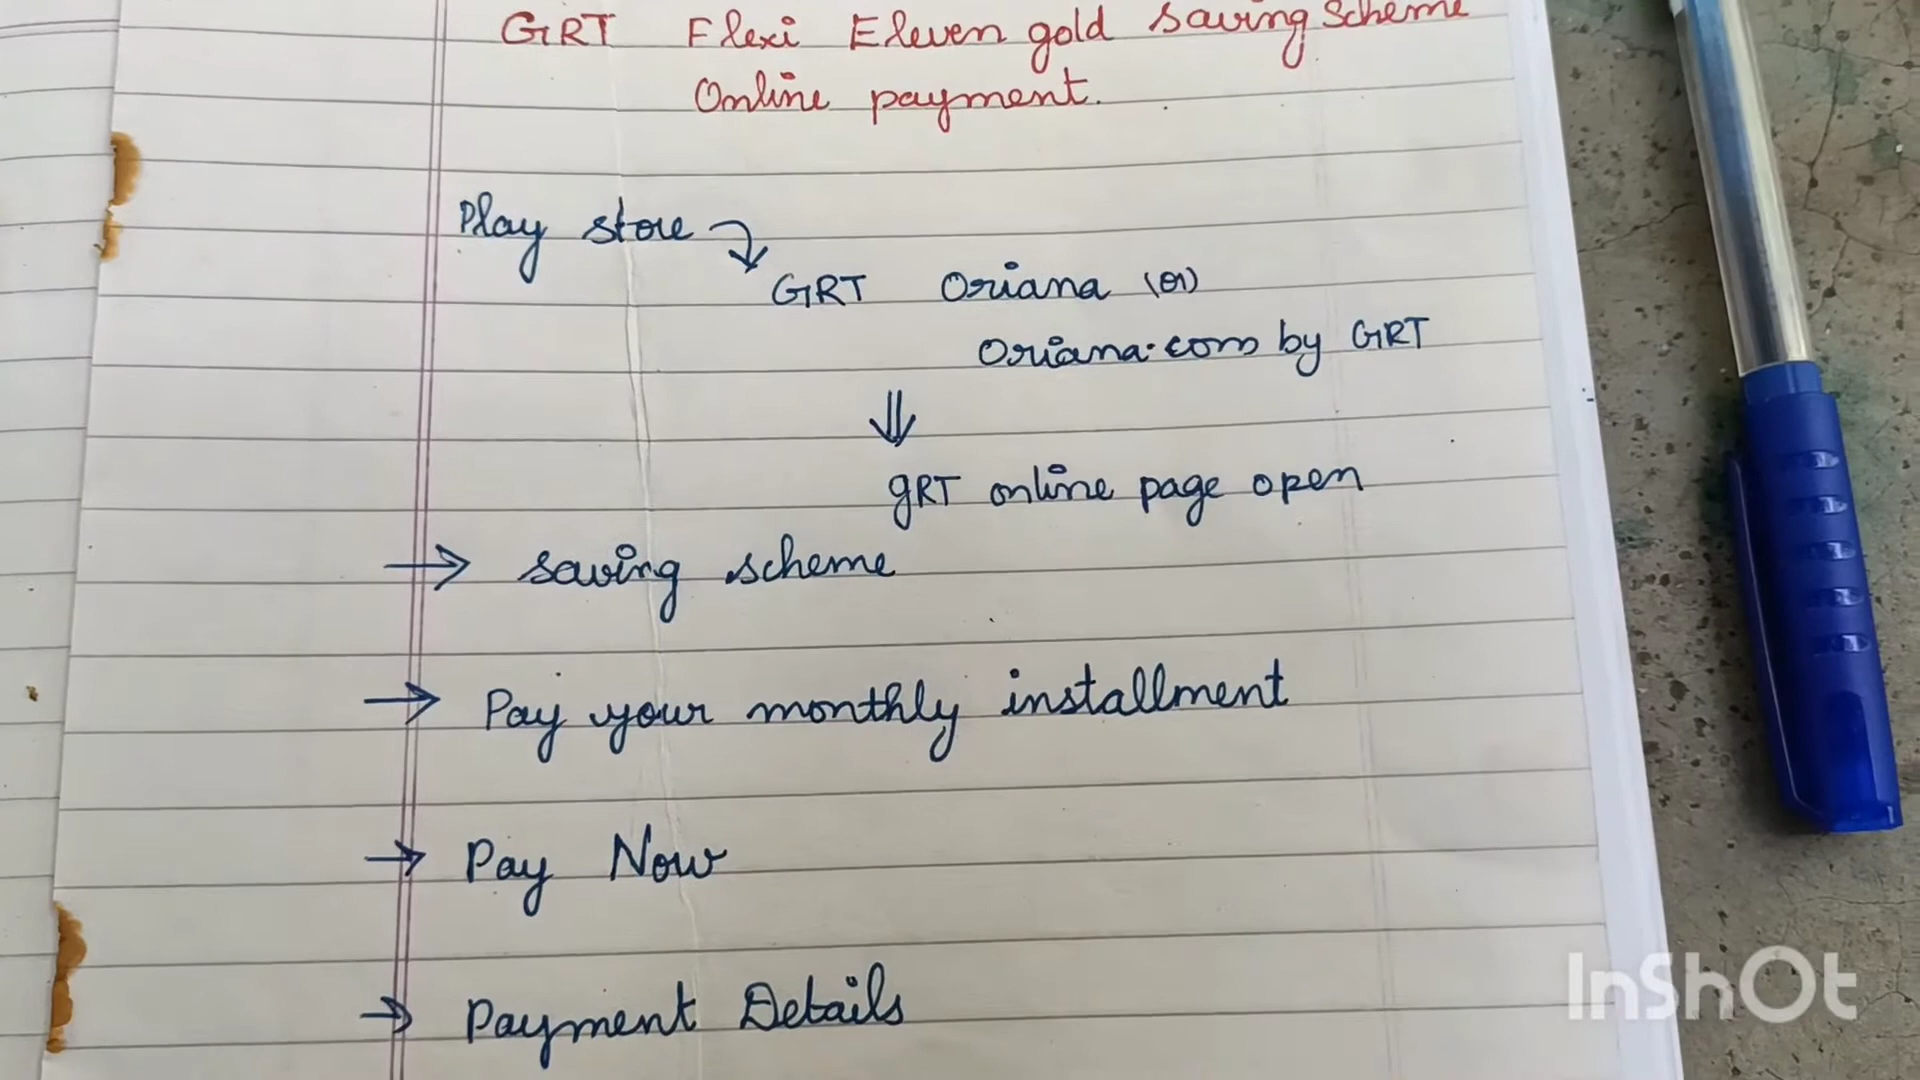 GRT Flexi Eleven gold saving scheme
Online payment.
Play store
GRT Oriana (or)
Oriana.com by GRT
gRT online page open
→ saving scheme
→ Pay your monthly installment
→ Pay Now
→ Payment Details
InShOt